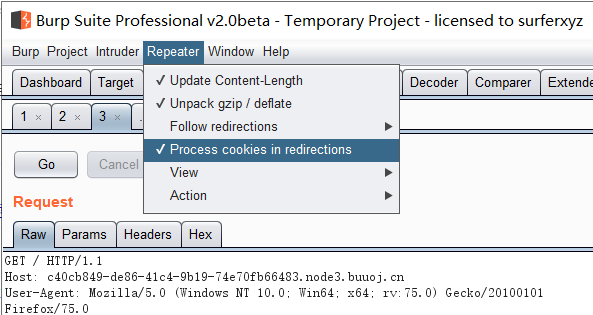 Burp Suite Professional v2.0beta - Temporary Project - licensed to surferxyz
Burp Project Intruder Repeater Window Help
Dashboard Target Decoder Comparer Extende
✓ Update Content-Length
✓ Unpack gzip / deflate
1 × 2 × 3 × .
Follow redirections
✓ Process cookies in redirections
Go Cancel
View
Action
Request
Raw Params Headers Hex
GET / HTTP/1.1
Host: c40cb849-de86-41c4-9b19-74e70fb66483.node3.buuoj.cn
User-Agent: Mozilla/5.0 (Windows NT 10.0; Win64; x64; rv:75.0) Gecko/20100101
Firefox/75.0